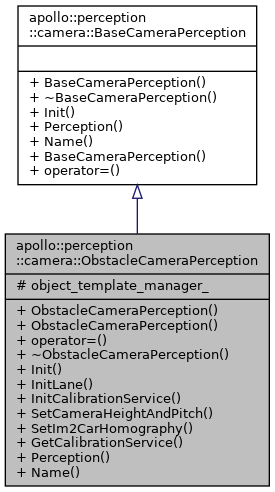 apollo::perception
::camera::BaseCameraPerception
+ BaseCameraPerception()
+ ~BaseCameraPerception()
+ Init()
+ Perception()
+ Name()
+ BaseCameraPerception()
+ operator=()
apollo::perception
::camera::ObstacleCameraPerception
# object_template_manager_
+ ObstacleCameraPerception()
+ ObstacleCameraPerception()
+ operator=()
+ ~ObstacleCameraPerception()
+ Init()
+ InitLane()
+ InitCalibrationService()
+ SetCameraHeightAndPitch()
+ SetIm2CarHomography()
+ GetCalibrationService()
+ Perception()
+ Name()